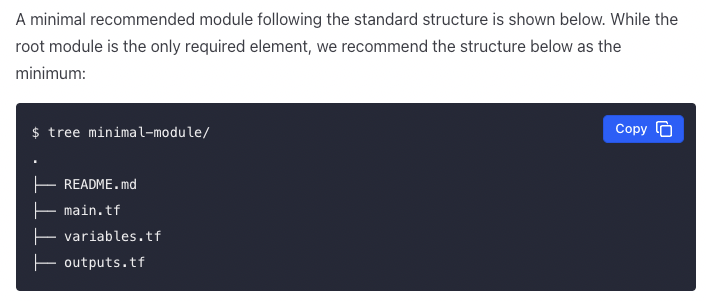 A minimal recommended module following the standard structure is shown below. While the
root module is the only required element, we recommend the structure below as the
minimum:
$ tree minimal-module/
Copy
.
├── README.md
├── main.tf
├── variables.tf
├── outputs.tf